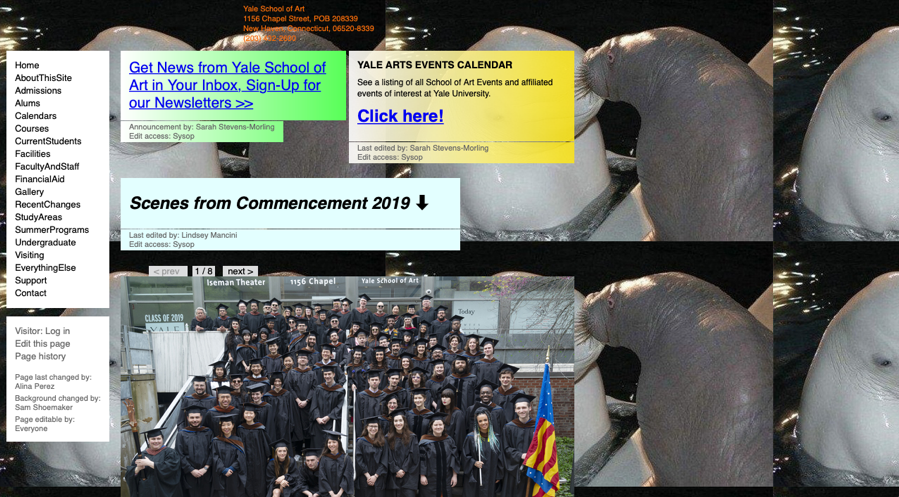 Yale School of Art
1156 Chapel Street, POB 208339
New Haven, Connecticut, 06520-8339
(203) 432-2600
Home
AboutThisSite
Admissions
Alums
Calendars
Courses
CurrentStudents
Facilities
FacultyAndStaff
FinancialAid
Gallery
RecentChanges
StudyAreas
SummerPrograms
Undergraduate
Visiting
EverythingElse
Support
Contact
Visitor: Log in
Edit this page
Page history
Page last changed by:
Alina Perez
Background changed by:
Sam Shoemaker
Page editable by:
Everyone
Get News from Yale School of
Art in Your Inbox, Sign-Up for
our Newsletters >>
Announcement by: Sarah Stevens-Morling
Edit access: Sysop
YALE ARTS EVENTS CALENDAR
See a listing of all School of Art Events and affiliated
events of interest at Yale University.
Click here!
Last edited by: Sarah Stevens-Morling
Edit access: Sysop
Scenes from Commencement 2019 ⬇
Last edited by: Lindsey Mancini
Edit access: Sysop
< prev 1 / 8 next >
Iseman Theater 1156 Chapel Yale School of Art
CLASS OF 2019
YALE
Today